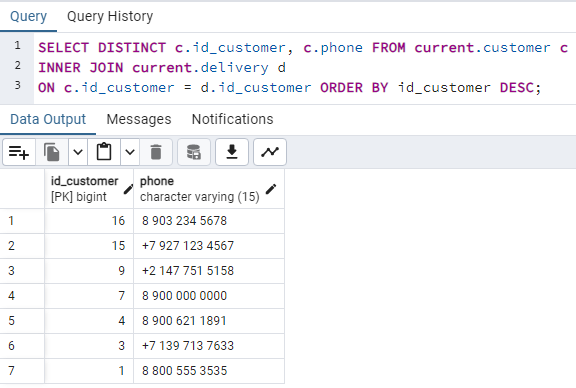 Query Query History
1 SELECT DISTINCT c.id_customer, c.phone FROM current.customer c
2 INNER JOIN current.delivery d
3 ON c.id_customer = d.id_customer ORDER BY id_customer DESC;
Data Output Messages Notifications
id_customer phone
[PK] bigint character varying (15)
1 16 8 903 234 5678
2 15 +7 927 123 4567
3 9 +2 147 751 5158
4 7 8 900 000 0000
5 4 8 900 621 1891
6 3 +7 139 713 7633
7 1 8 800 555 3535